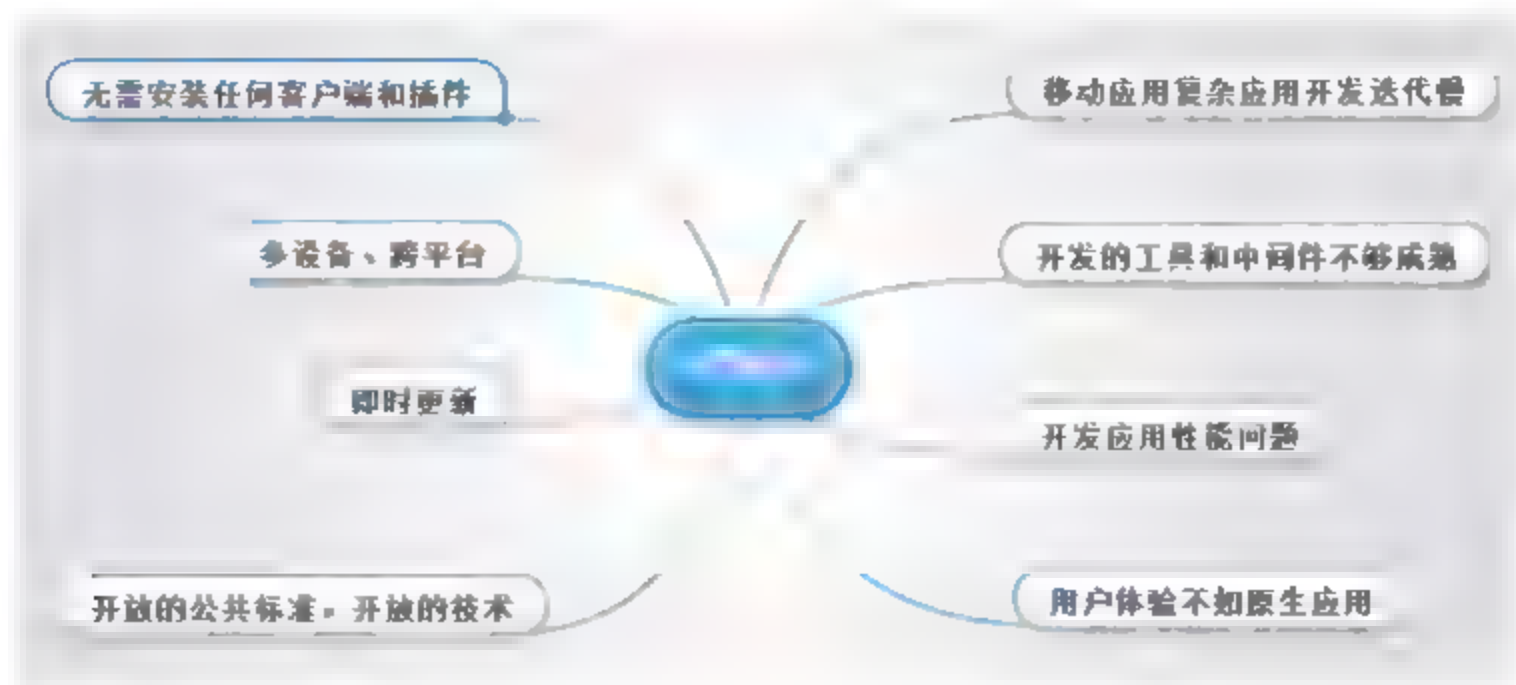 无需安装任何客户端和插件
移动应用复杂应用开发迭代慢
多设备、跨平台
开发的工具和中间件不够成熟
即时更新
开发应用性能问题
开放的公共标准，开放的技术
用户体验不如原生应用